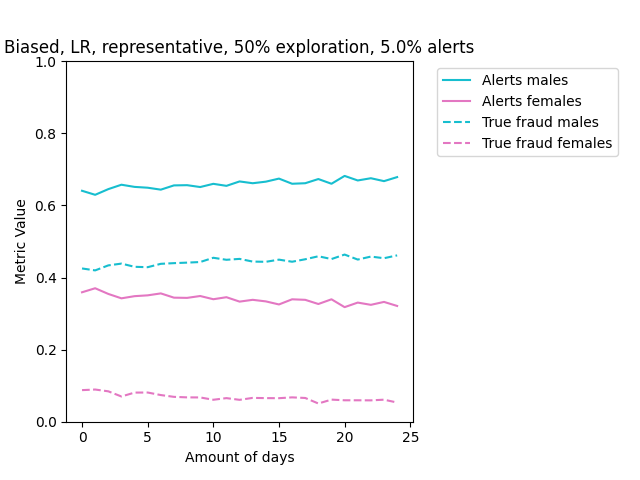 Biased, LR, representative, 50% exploration, 5.0% alerts
Alerts males
Alerts females
True fraud males
True fraud females
Metric Value
1.0
0.8
0.6
0.4
0.2
0.0
0 5 10 15 20 25
Amount of days